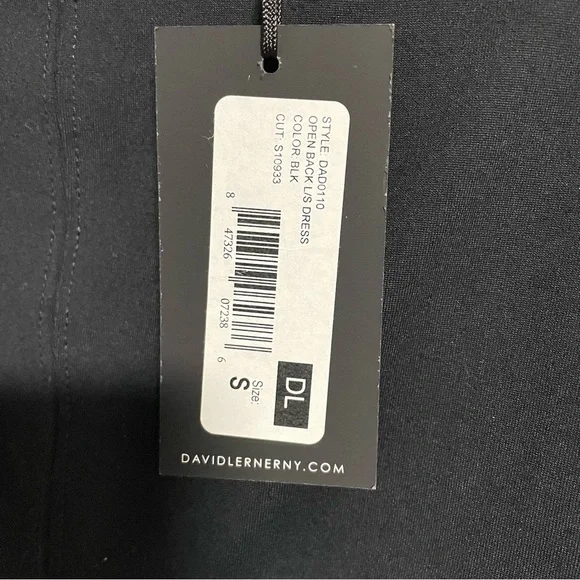 STYLE: DAD0110
OPEN BACK L/S DRESS
COLOR: BLK
CUT: S10933
8 47326 07238 6
DL
Size:
S
DAVIDLERNERNY.COM